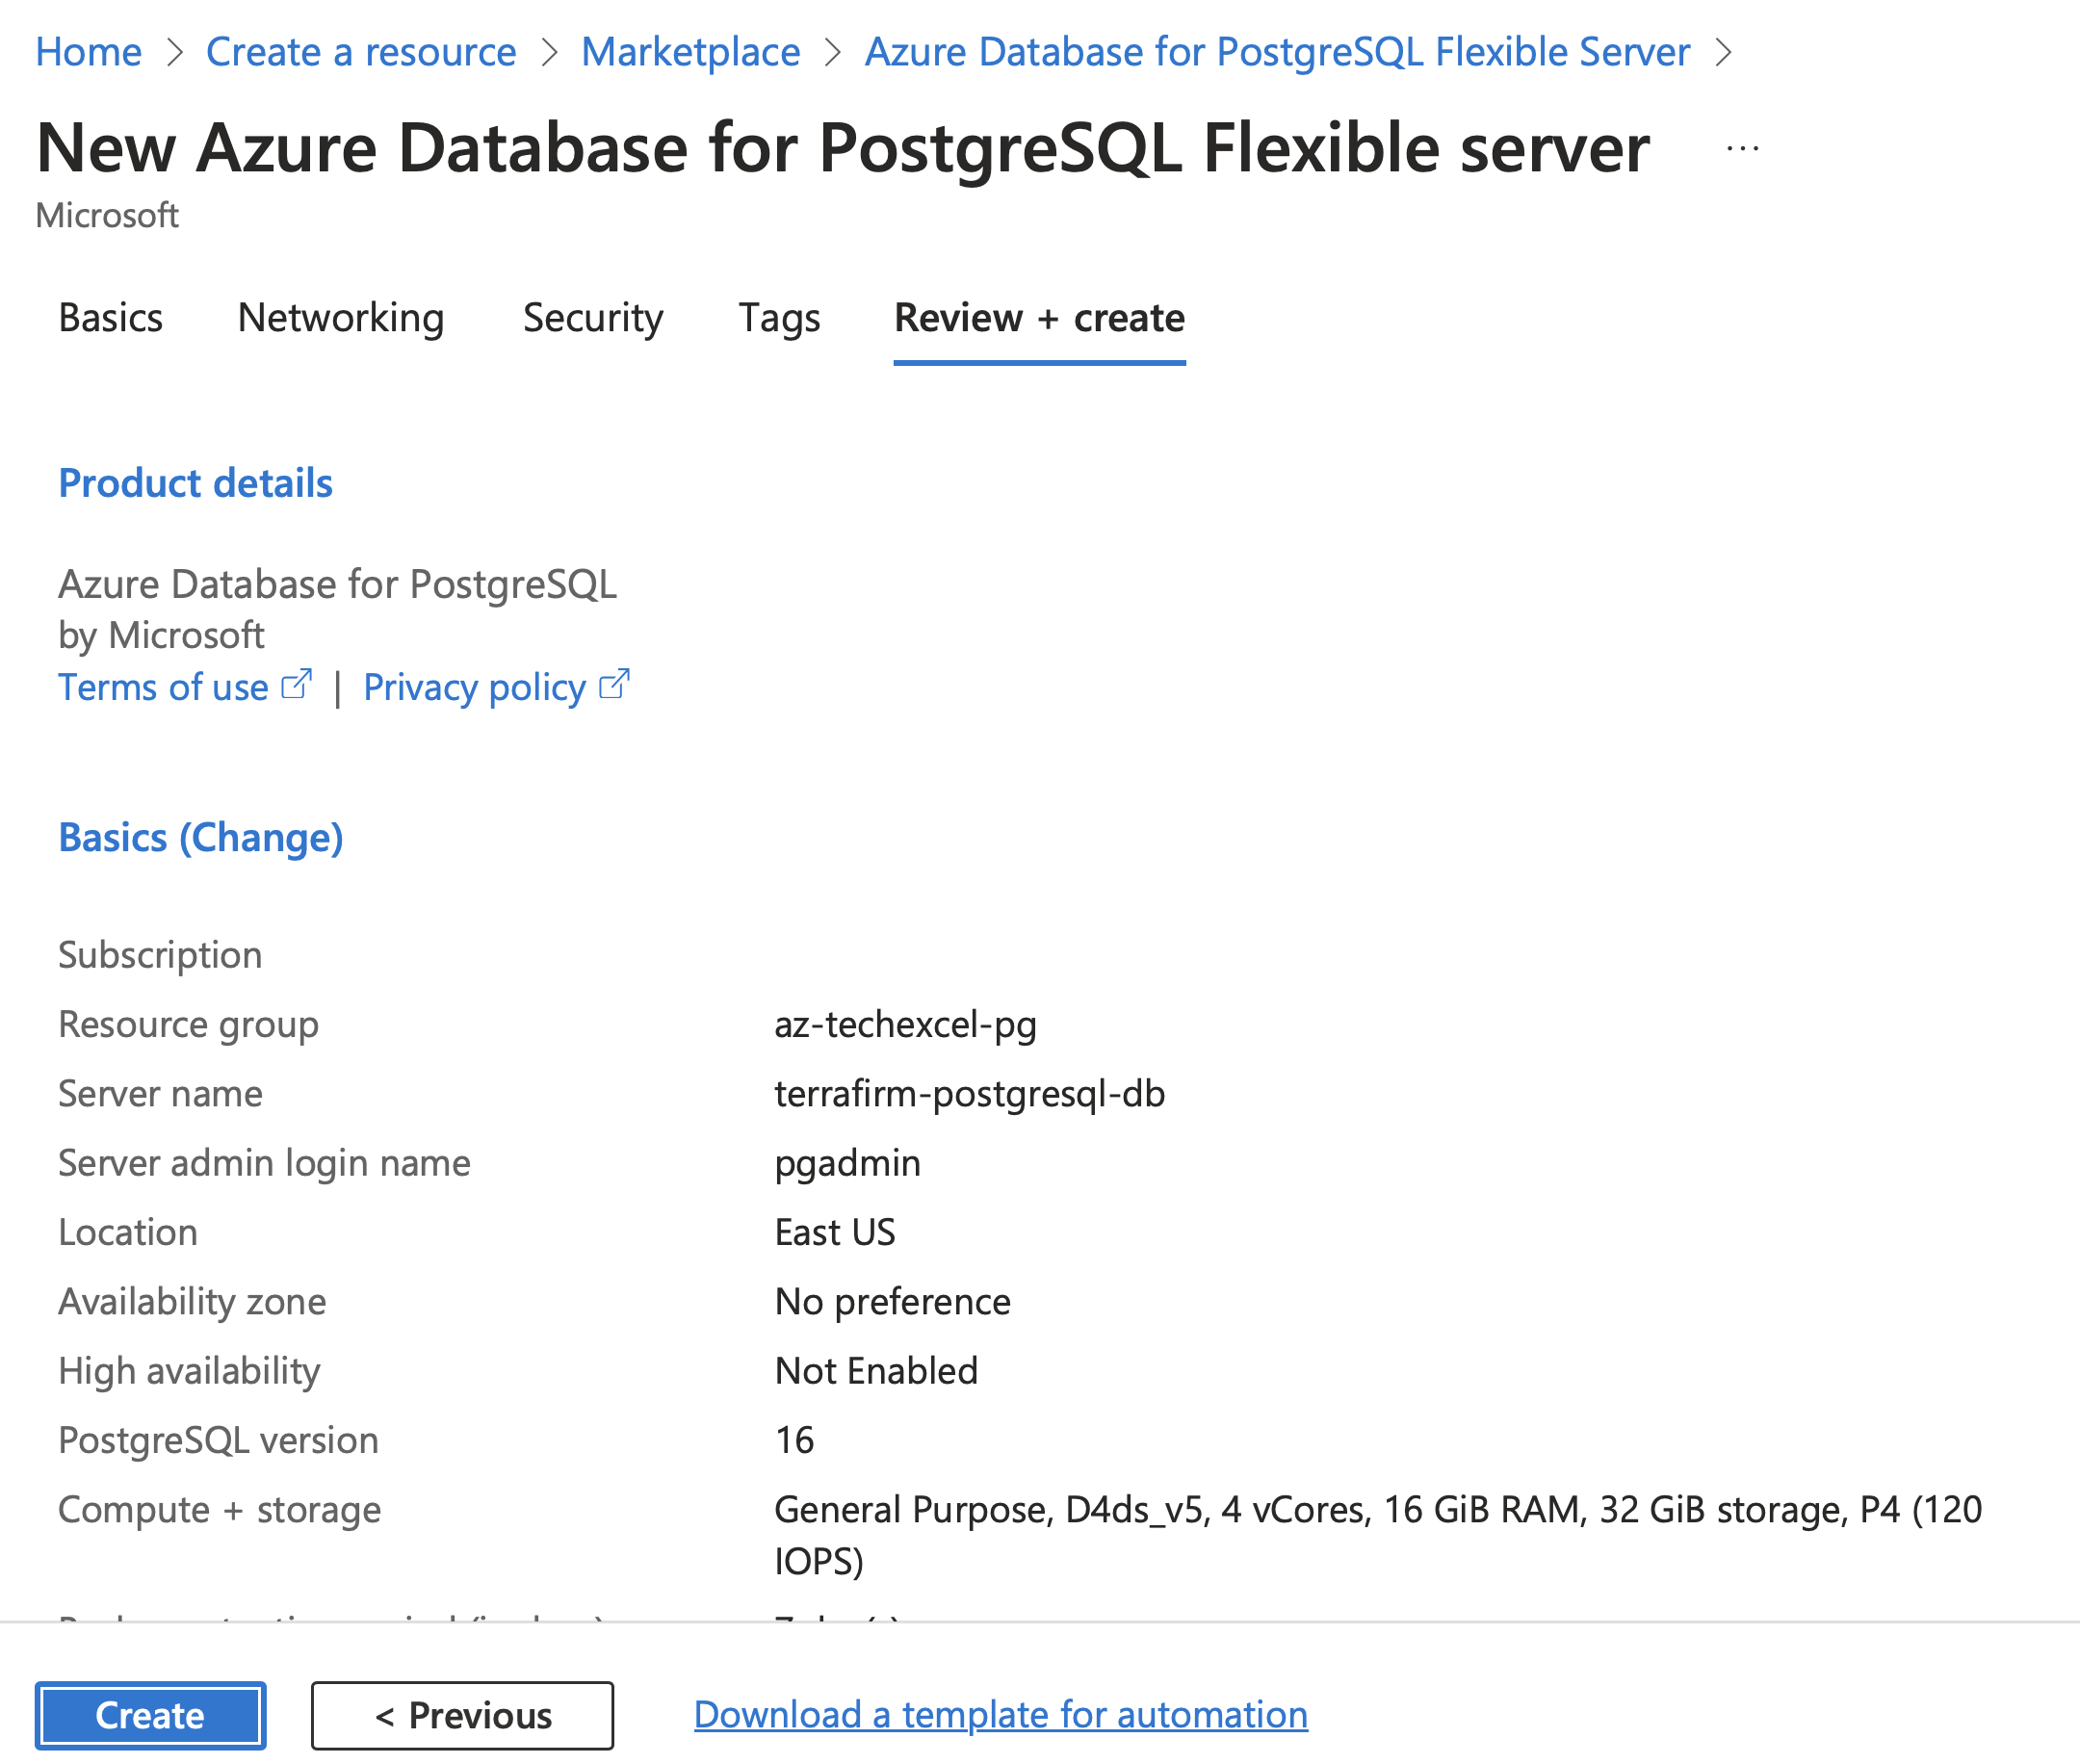 Home > Create a resource > Marketplace > Azure Database for PostgreSQL Flexible Server >
New Azure Database for PostgreSQL Flexible server ...
Microsoft
Basics Networking Security Tags Review + create
Product details
Azure Database for PostgreSQL
by Microsoft
Terms of use | Privacy policy
Basics (Change)
Subscription
Resource group az-techexcel-pg
Server name terrafirm-postgresql-db
Server admin login name pgadmin
Location East US
Availability zone No preference
High availability Not Enabled
PostgreSQL version 16
Compute + storage General Purpose, D4ds_v5, 4 vCores, 16 GiB RAM, 32 GiB storage, P4 (120
IOPS)
Create < Previous Download a template for automation